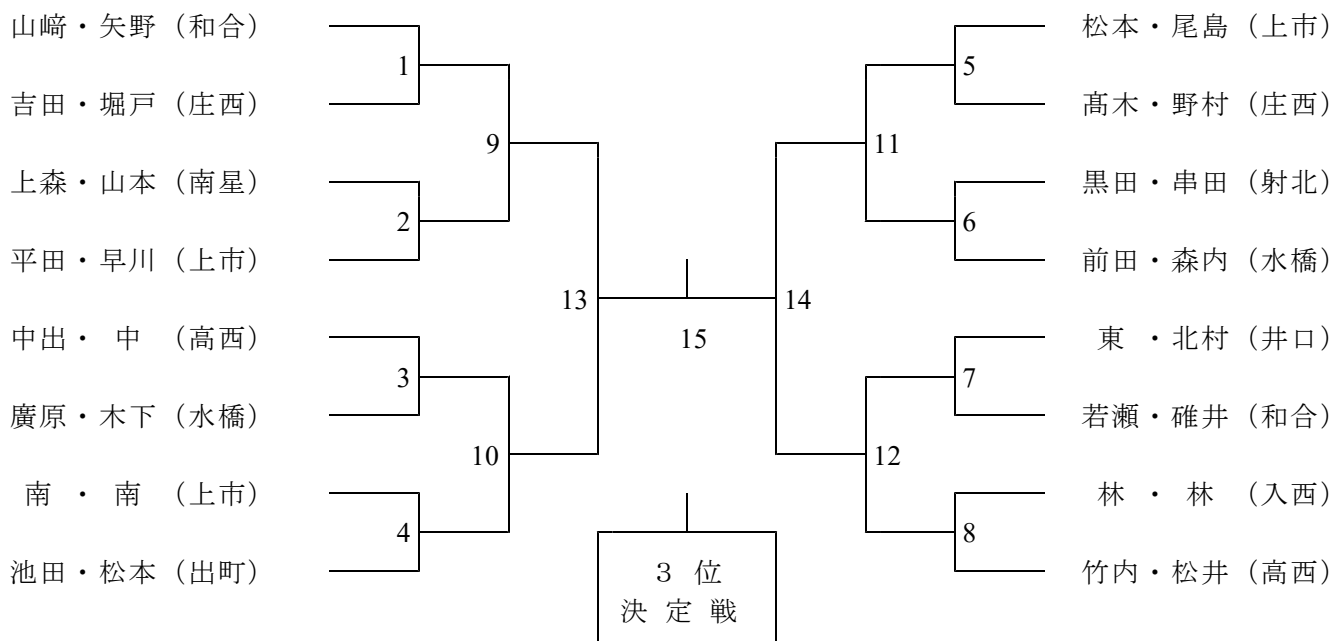 山﨑・矢野（和合）
1
吉田・堀戸（庄西）
9
上森・山本（南星）
2
平田・早川（上市）
13
中出・ 中 （高西）
3
廣原・木下（水橋）
10
南 ・ 南 （上市）
4
池田・松本（出町）
15
３ 位
決 定 戦
松本・尾島（上市）
5
髙木・野村（庄西）
11
黒田・串田（射北）
6
前田・森内（水橋）
14
東 ・北村（井口）
7
若瀬・碓井（和合）
12
林 ・ 林 （入西）
8
竹内・松井（高西）